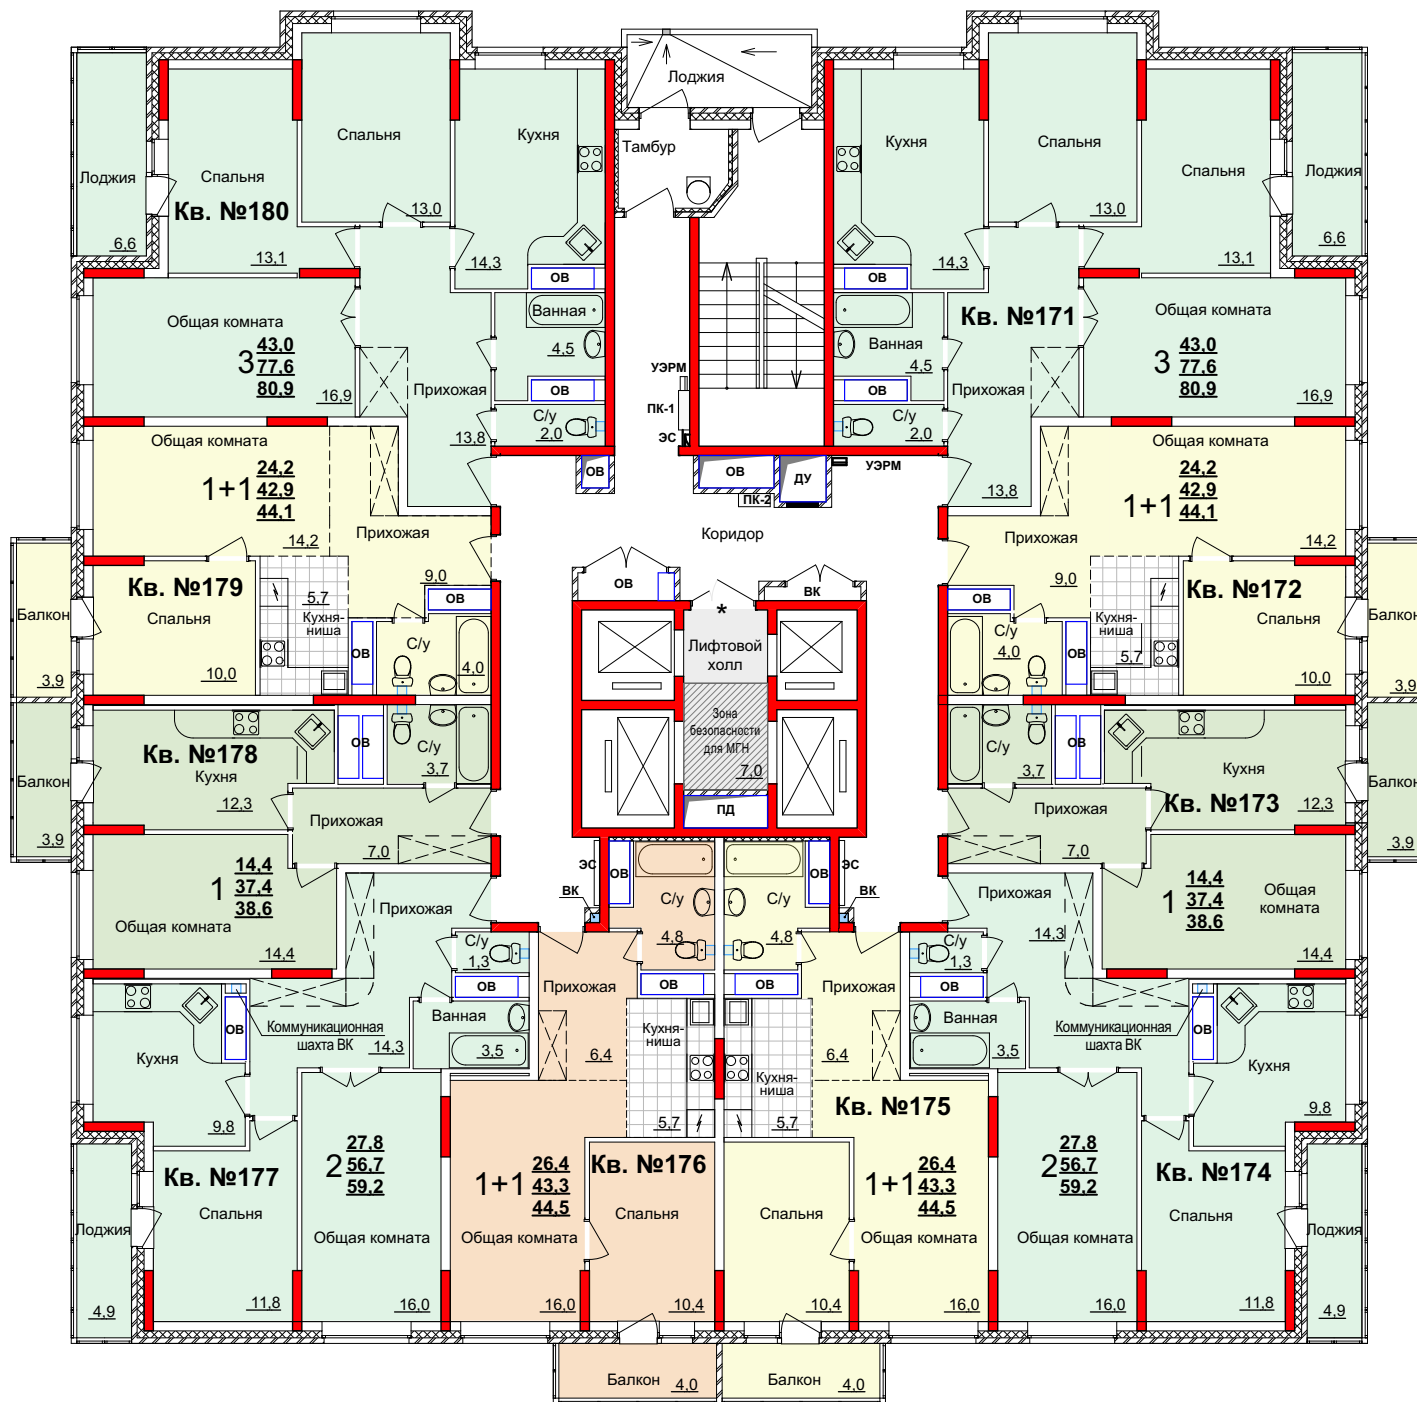 Лоджия
6,6
Спальня
Кв. №180
13,1
Спальня
13,0
Кухня
14,3
ОВ
Ванная
4,5
ОВ
С/у
2,0
Общая комната
3
43,0
77,6
80,9
16,9
Прихожая
13,8
Лоджия
Тамбур
УЭРМ
ПК-1
ЭС
ОВ
ОВ
ДУ
УЭРМ
ПК-2
Коридор
ОВ
ВК
*
Лифтовой
холл
Зона
безопасности
для МГН
7,0
ПД
Кухня
14,3
ОВ
Ванная
4,5
ОВ
С/у
2,0
Спальня
13,0
Спальня
13,1
Лоджия
6,6
Кв. №171
Общая комната
3
43,0
77,6
80,9
16,9
Прихожая
13,8
Общая комната
1+1
24,2
42,9
44,1
14,2
Прихожая
9,0
ОВ
Кв. №179
Спальня
10,0
5,7
Кухня-
ниша
ОВ
С/у
4,0
Балкон
3,9
Общая комната
1+1
24,2
42,9
44,1
14,2
Прихожая
9,0
ОВ
С/у
4,0
ОВ
Кухня-
ниша
5,7
Кв. №172
Спальня
10,0
Балкон
3,9
Балкон
3,9
Кв. №178
Кухня
12,3
ОВ
С/у
3,7
Прихожая
7,0
1
14,4
37,4
38,6
Общая комната
14,4
С/у
3,7
ОВ
Кухня
Кв. №173
12,3
Прихожая
7,0
1
14,4
37,4
38,6
Общая
комната
14,4
Балкон
3,9
ЭС
ВК
ОВ
С/у
4,8
ОВ
С/у
4,8
ОВ
ЭС
ВК
Прихожая
С/у
1,3
ОВ
Ванная
3,5
Коммуникационная
шахта ВК
14,3
ОВ
Кухня
9,8
Кв. №177
Спальня
11,8
Лоджия
4,9
2
27,8
56,7
59,2
Общая комната
16,0
Прихожая
6,4
ОВ
Кухня-
ниша
5,7
1+1
26,4
43,3
44,5
Общая комната
16,0
Кв. №176
Спальня
10,4
Балкон
4,0
ОВ
Прихожая
6,4
Кухня-
ниша
5,7
Кв. №175
1+1
26,4
43,3
44,5
Общая комната
16,0
Спальня
10,4
Балкон
4,0
Прихожая
14,3
С/у
1,3
ОВ
Ванная
3,5
Коммуникационная
шахта ВК
ОВ
Кухня
9,8
2
27,8
56,7
59,2
Общая комната
16,0
Кв. №174
Спальня
11,8
Лоджия
4,9